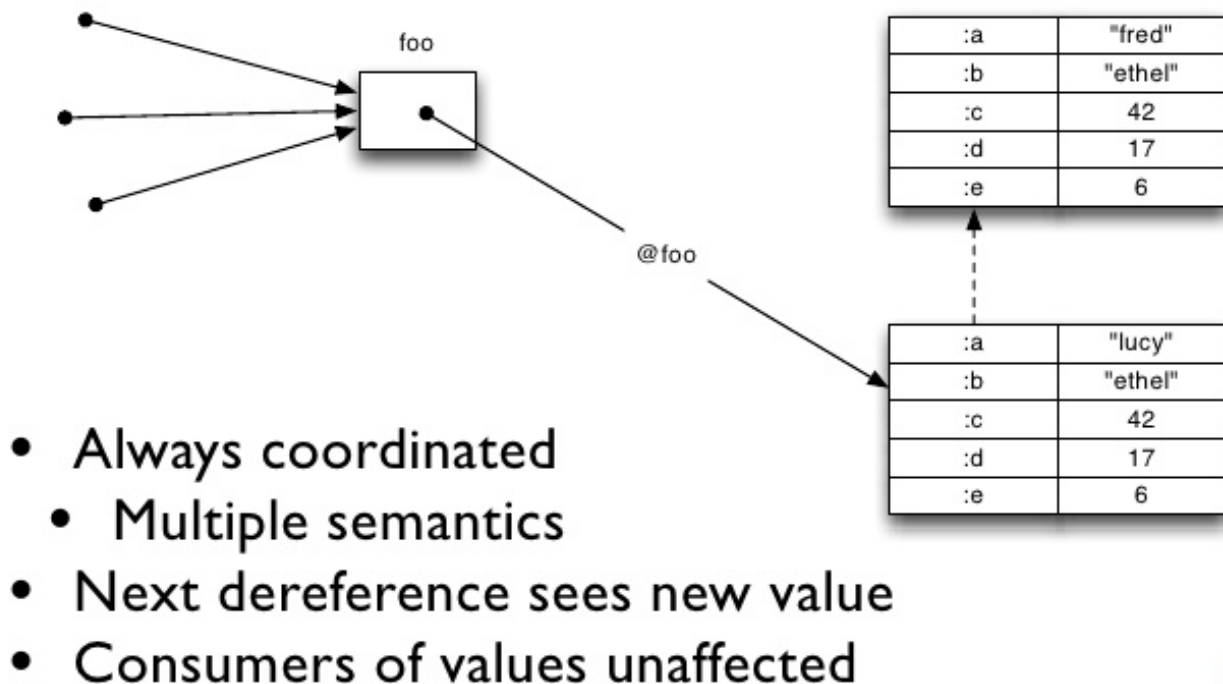 foo
@foo
:a "fred"
:b "ethel"
:c 42
:d 17
:e 6
:a "lucy"
:b "ethel"
:c 42
:d 17
:e 6
• Always coordinated
• Multiple semantics
• Next dereference sees new value
• Consumers of values unaffected